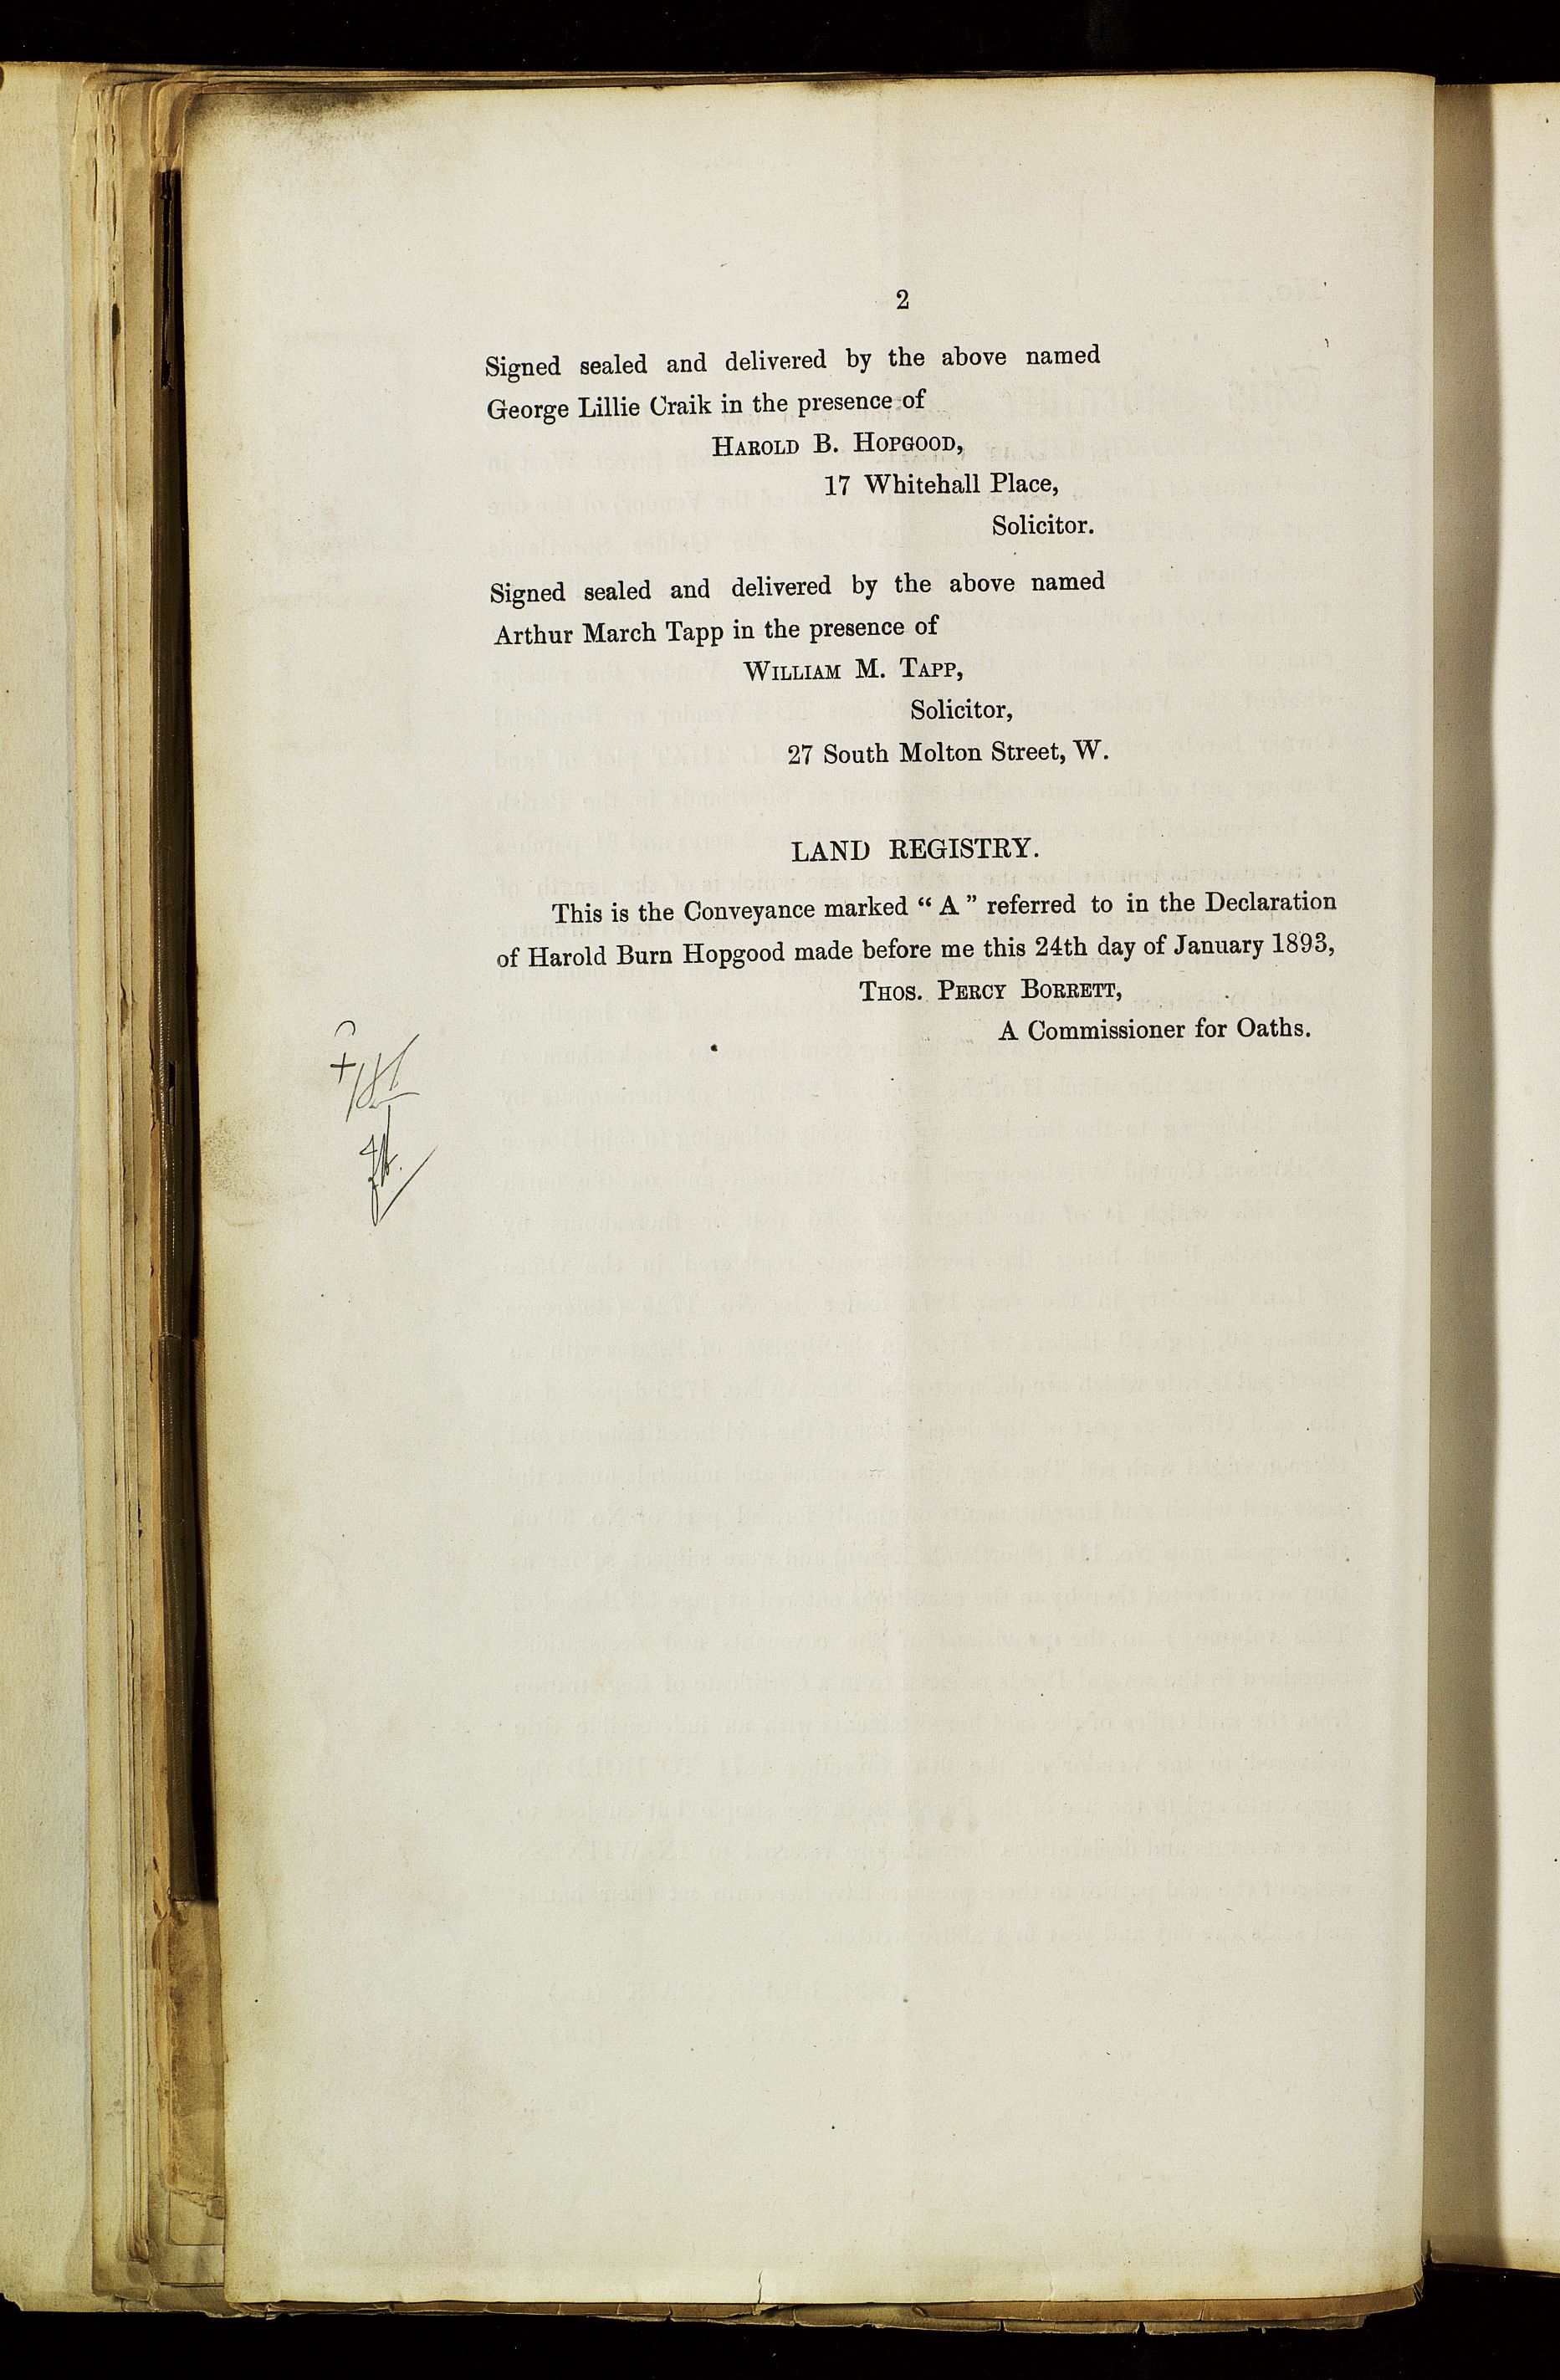 2
Signed sealed and delivered by the above named
George Lillie Craik in the presence of
HAROLD B. HOPGOOD,
17 Whitehall Place,
Solicitor.
Signed sealed and delivered by the above named
Arthur March Tapp in the presence of
WILLIAM M. TAPP,
Solicitor,
27 South Molton Street, W.
LAND REGISTRY.
This is the Conveyance marked “ A ” referred to in the Declaration
of Harold Burn Hopgood made before me this 24th day of January 1893,
THOS. PERCY BORRETT,
A Commissioner for Oaths.